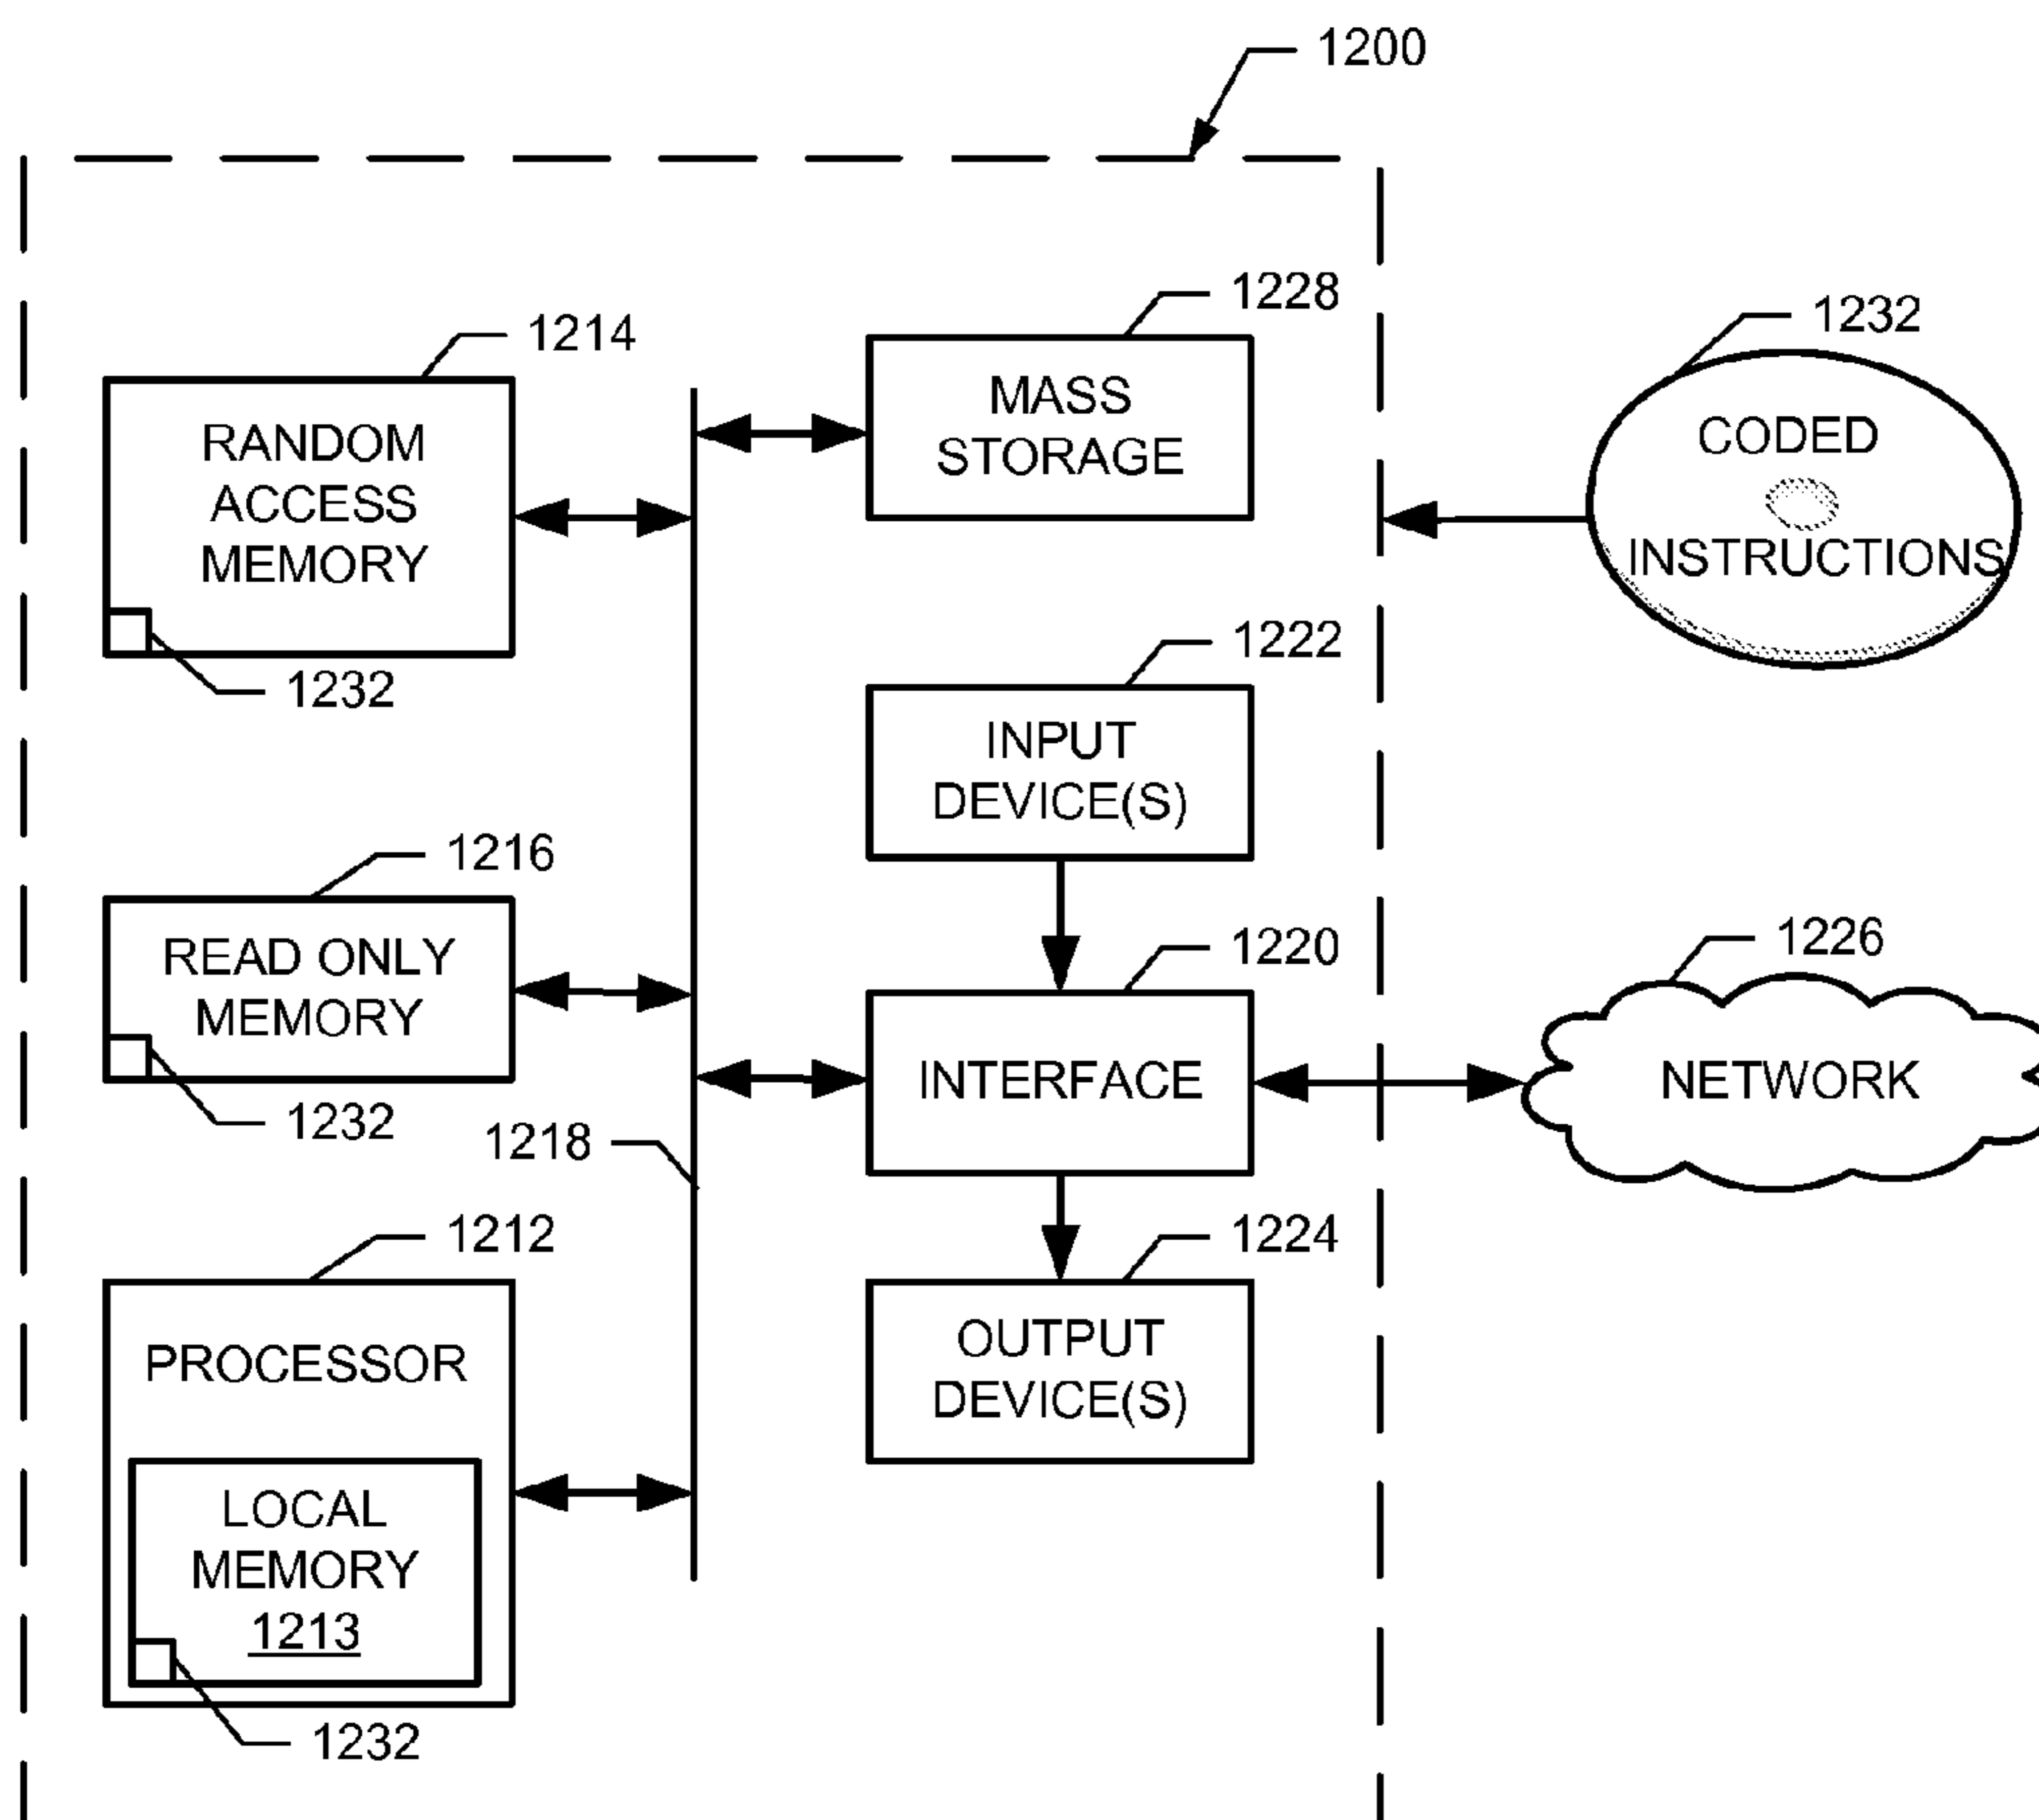 1200
1228
1214
1232
MASS
STORAGE
RANDOM
ACCESS
MEMORY
CODED
INSTRUCTIONS
1232
1222
INPUT
DEVICE(S)
1216
READ ONLY
MEMORY
1232
1220
INTERFACE
1226
NETWORK
1218
1212
PROCESSOR
LOCAL
MEMORY
1213
1232
1224
OUTPUT
DEVICE(S)